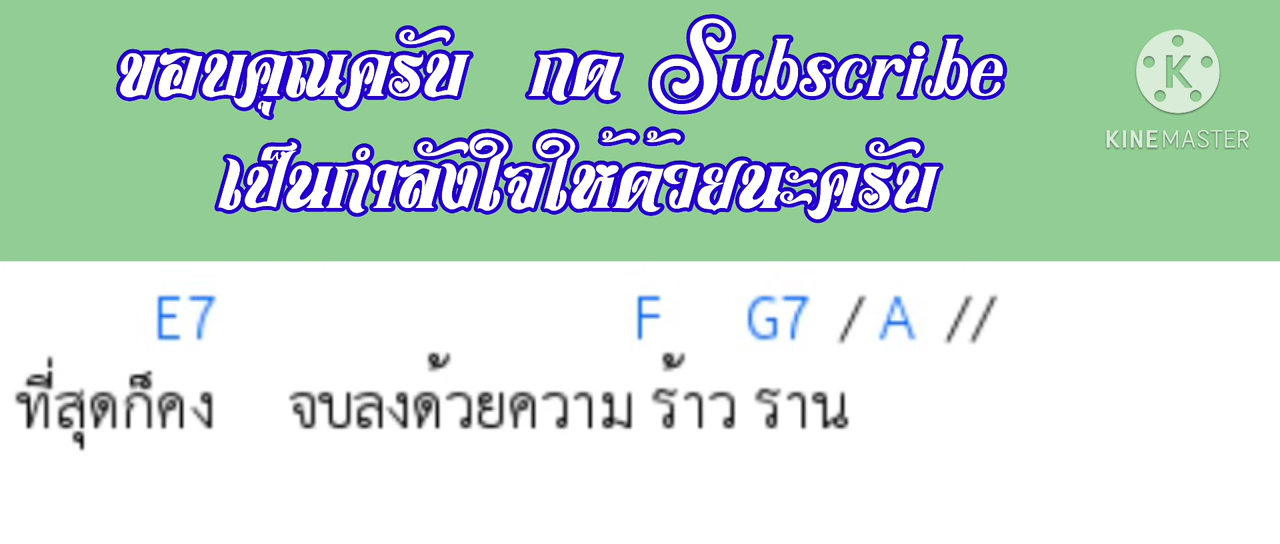 ขอบคุณครับ กด Subscribe
เป็นกำลังใจให้ด้วยนะครับ
K
KINEMASTER
E7 F G7 / A //
ที่สุดก็คง จบลงด้วยความ ร้าว ราน